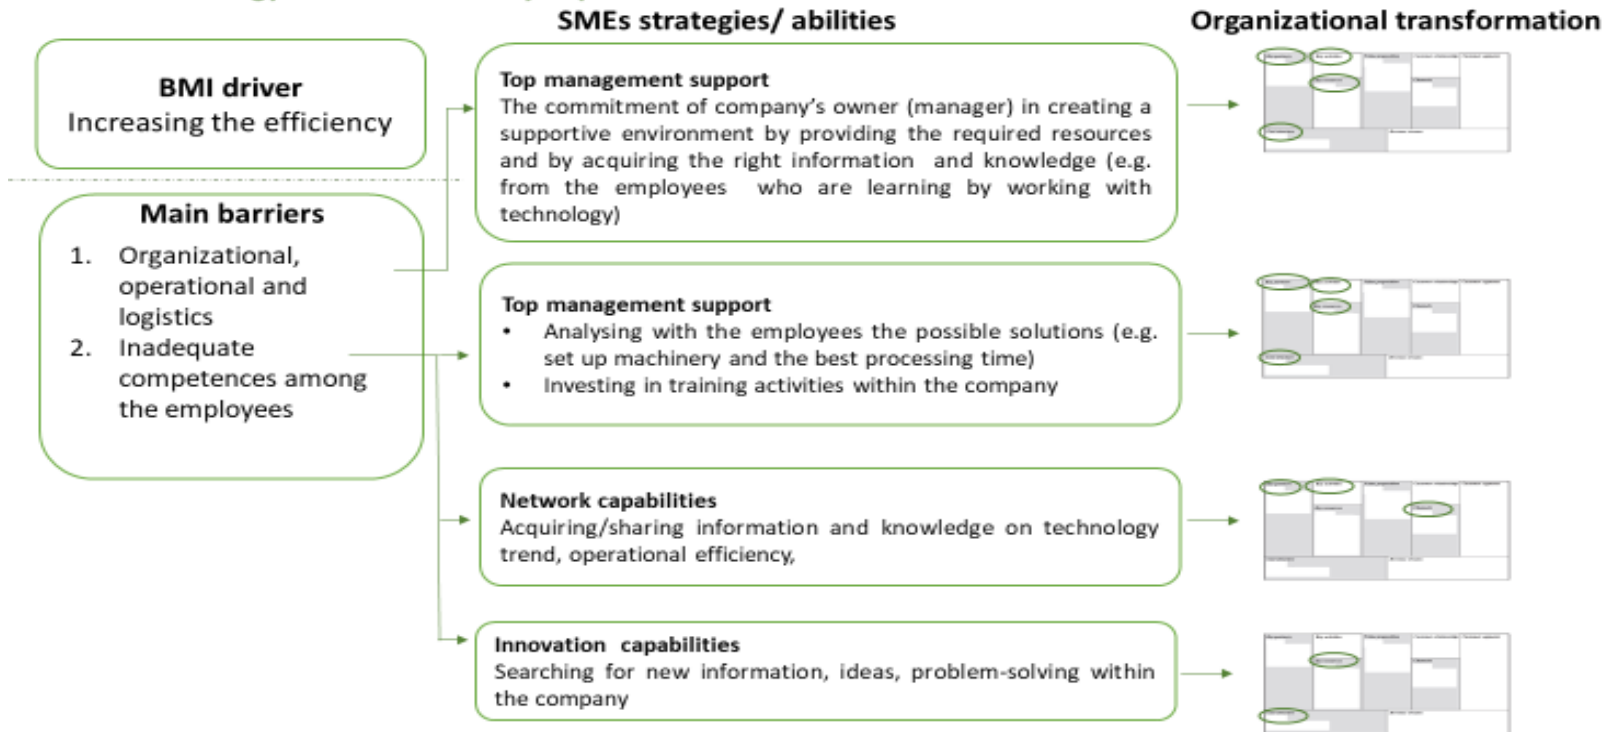 SMEs strategies/ abilities
Organizational transformation
BMI driver
Increasing the efficiency
Main barriers
1. Organizational,
operational and
logistics
2. Inadequate
competences among
the employees
Top management support
The commitment of company's owner (manager) in creating a
supportive environment by providing the required resources
and by acquiring the right information and knowledge (e.g.
from the employees who are learning by working with
technology)
Top management support
• Analysing with the employees the possible solutions (e.g.
set up machinery and the best processing time)
• Investing in training activities within the company
Network capabilities
Acquiring/sharing information and knowledge on technology
trend, operational efficiency,
Innovation capabilities
Searching for new information, ideas, problem-solving within
the company